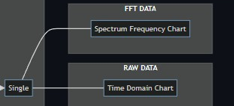 FFT DATA
Spectrum Frequency Chart
RAW DATA
Single
Time Domain Chart